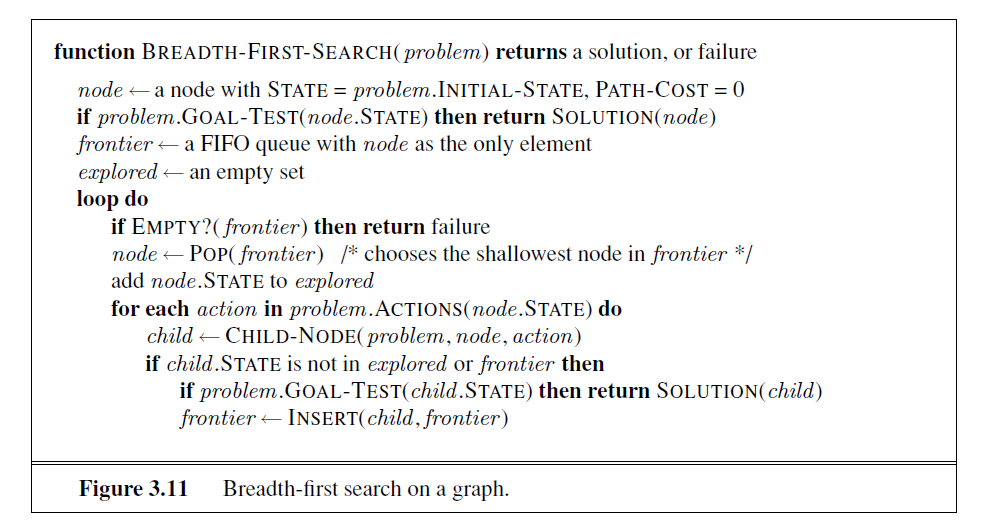 function BREADTH-FIRST-SEARCH(problem) returns a solution, or failure
node ← a node with STATE = problem.INITIAL-STATE, PATH-COST = 0
if problem.GOAL-TEST(node.STATE) then return SOLUTION(node)
frontier ← a FIFO queue with node as the only element
explored ← an empty set
loop do
if EMPTY?(frontier) then return failure
node ← POP(frontier) /* chooses the shallowest node in frontier */
add node.STATE to explored
for each action in problem.ACTIONS(node.STATE) do
child ← CHILD-NODE(problem, node, action)
if child.STATE is not in explored or frontier then
if problem.GOAL-TEST(child.STATE) then return SOLUTION(child)
frontier ← INSERT(child, frontier)
Figure 3.11 Breadth-first search on a graph.